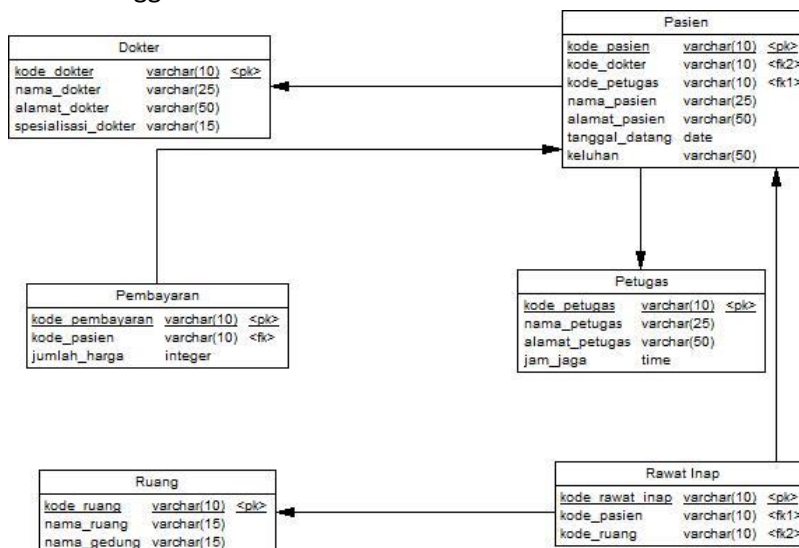 Pasien
kode_pasien varchar(10) <pk>
kode_dokter varchar(10) <fk2>
kode_petugas varchar(10) <fk1>
nama_pasien varchar(25)
alamat_pasien varchar(50)
tanggal_datang date
keluhan varchar(50)
Dokter
kode_dokter varchar(10) <pk>
nama_dokter varchar(25)
alamat_dokter varchar(50)
spesialisasi_dokter varchar(15)
Pembayaran
kode_pembayaran varchar(10) <pk>
kode_pasien varchar(10) <fk>
jumlah_harga integer
Petugas
kode_petugas varchar(10) <pk>
nama_petugas varchar(25)
alamat_petugas varchar(50)
jam_jaga time
Ruang
kode_ruang varchar(10) <pk>
nama_ruang varchar(15)
nama_gedung varchar(15)
Rawat Inap
kode_rawat_inap varchar(10) <pk>
kode_pasien varchar(10) <fk1>
kode_ruang varchar(10) <fk2>